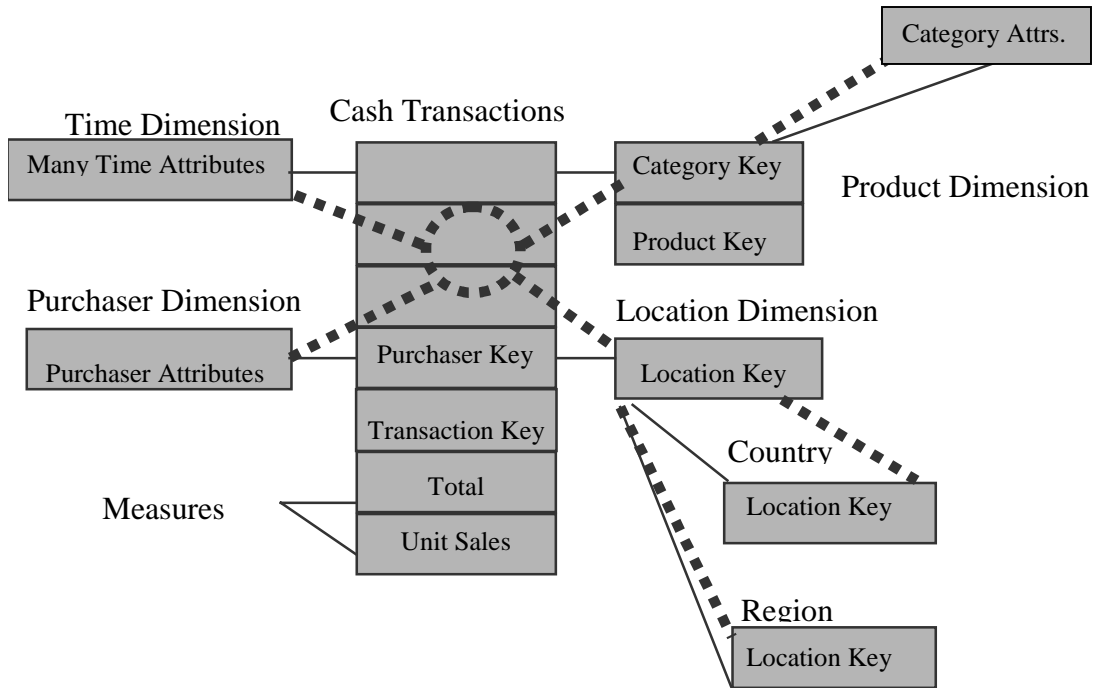 Category Attrs.
Cash Transactions
Time Dimension
Many Time Attributes
Category Key
Product Dimension
Product Key
Purchaser Dimension
Location Dimension
Purchaser Attributes
Purchaser Key
Location Key
Transaction Key
Country
Total
Measures
Location Key
Unit Sales
Region
Location Key